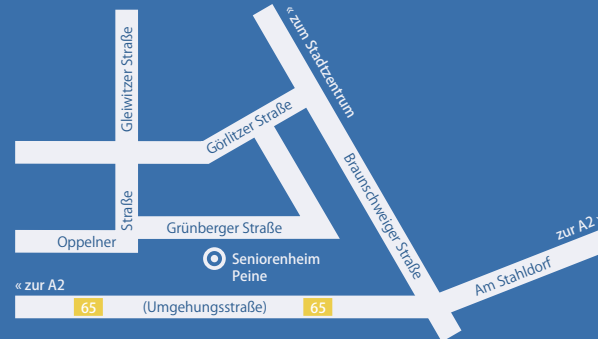 « zum Stadtzentrum
Gleiwitzer Straße
Görlitzer Straße
Braunschweiger Straße
Straße
Oppelner
Grünberger Straße
Seniorenheim
Peine
zur A2 »
Am Stahldorf
« zur A2
65
(Umgehungsstraße)
65